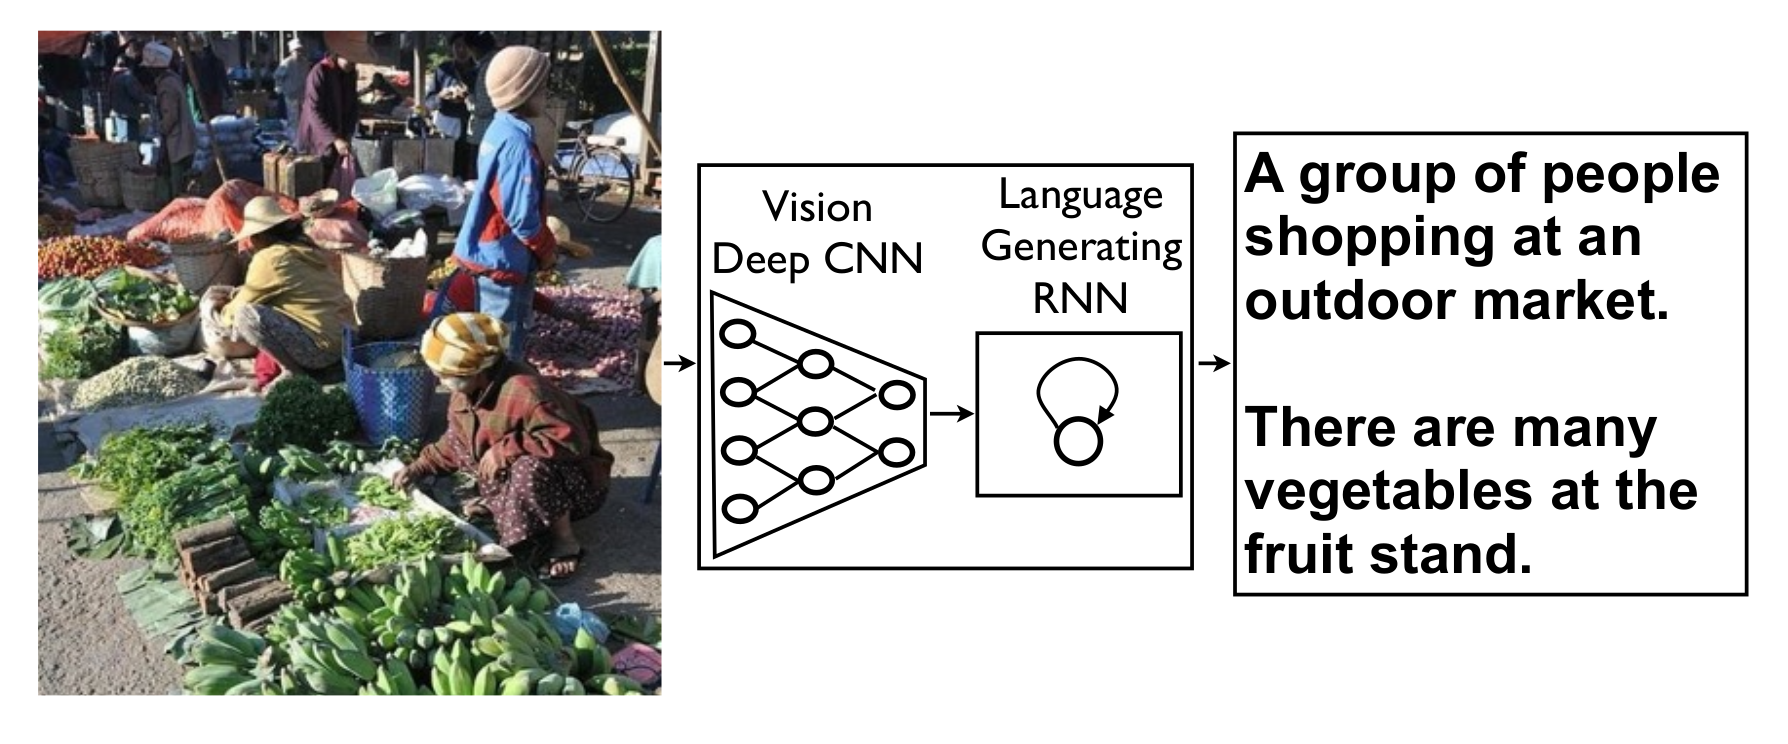 Vision
Deep CNN
Language
Generating
RNN
A group of people
shopping at an
outdoor market.
There are many
vegetables at the
fruit stand.